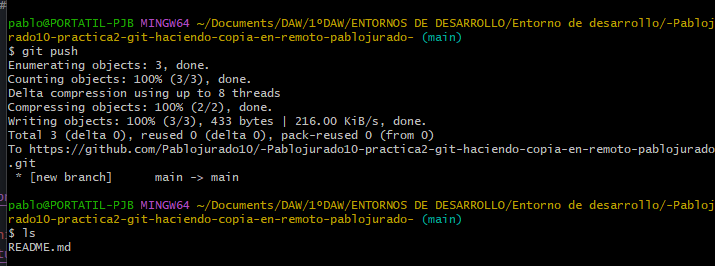 #
pablo@PORTATIL-PJB MINGW64 ~/Documents/DAW/1ºDAW/ENTORNOS DE DESARROLLO/Entorno de desarrollo/-Pabloj
urado10-practica2-git-haciendo-copia-en-remoto-pablojurado- (main)
$ git push
Enumerating objects: 3, done.
Counting objects: 100% (3/3), done.
Delta compression using up to 8 threads
Compressing objects: 100% (2/2), done.
Writing objects: 100% (3/3), 433 bytes | 216.00 KiB/s, done.
Total 3 (delta 0), reused 0 (delta 0), pack-reused 0 (from 0)
To https://github.com/Pablojurado10/-Pablojurado10-practica2-git-haciendo-copia-en-remoto-pablojurado
.git
 * [new branch]      main -> main
pablo@PORTATIL-PJB MINGW64 ~/Documents/DAW/1ºDAW/ENTORNOS DE DESARROLLO/Entorno de desarrollo/-Pabloj
urado10-practica2-git-haciendo-copia-en-remoto-pablojurado- (main)
$ ls
README.md